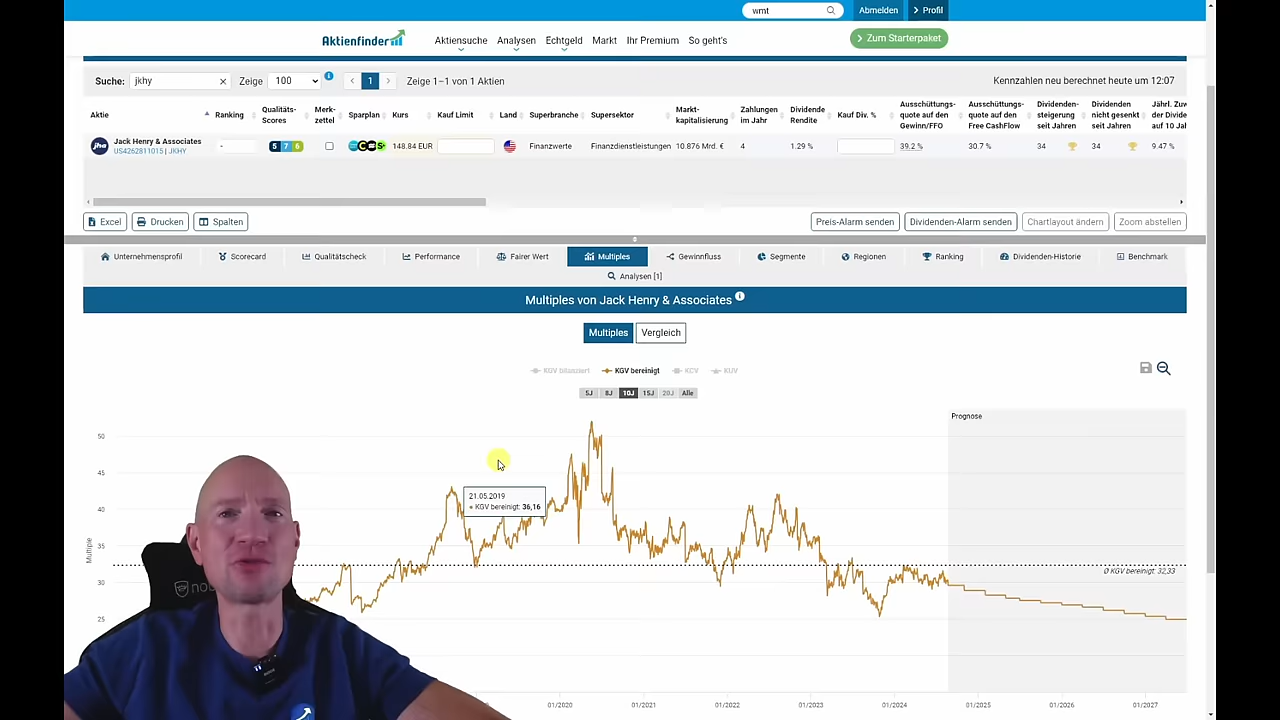 wmt
Abmelden
Profil
Aktienfinder
Aktiensuche
Analysen
Echtgeld
Markt
Ihr Premium
So geht's
Zum Starterpaket
Suche: jkhy
Zeige 100
1
Zeige 1–1 von 1 Aktien
Kennzahlen neu berechnet heute um 12:07
Aktie
Ranking
Qualitäts-
Scores
Merk-
zettel
Sparplan
Kurs
Kauf Limit
Land
Superbranche
Supersektor
Markt-
kapitalisierung
Zahlungen
im Jahr
Dividende
Rendite
Kauf Div. %
Ausschüttungs-
quote auf den
Gewinn/FFO
Ausschüttungs-
quote auf den
Free CashFlow
Dividenden-
steigerung
seit Jahren
Dividenden
nicht gesenkt
seit Jahren
Jährl. Zuw
der Divide
auf 10 Jah
jha
Jack Henry & Associates
US4262811015 | JKHY
-
5 7 6
148.84 EUR
Finanzwerte
Finanzdienstleistungen
10.876 Mrd. €
4
1.29 %
39.2 %
30.7 %
34
34
9.47 %
Excel
Drucken
Spalten
Preis-Alarm senden
Dividenden-Alarm senden
Chartlayout ändern
Zoom abstellen
Unternehmensprofil
Scorecard
Qualitätscheck
Performance
Fairer Wert
Multiples
Gewinnfluss
Segmente
Regionen
Ranking
Dividenden-Historie
Benchmark
Analysen [1]
Multiples von Jack Henry & Associates
Multiples
Vergleich
KGV bilanziert
KGV bereinigt
KCV
KUV
5J
8J
10J
15J
20J
Alle
Prognose
50
45
40
35
30
25
Multiple
21.05.2019
KGV bereinigt: 36,16
Ø KGV bereinigt: 32,33
01/2020
01/2021
01/2022
01/2023
01/2024
01/2025
01/2026
01/2027